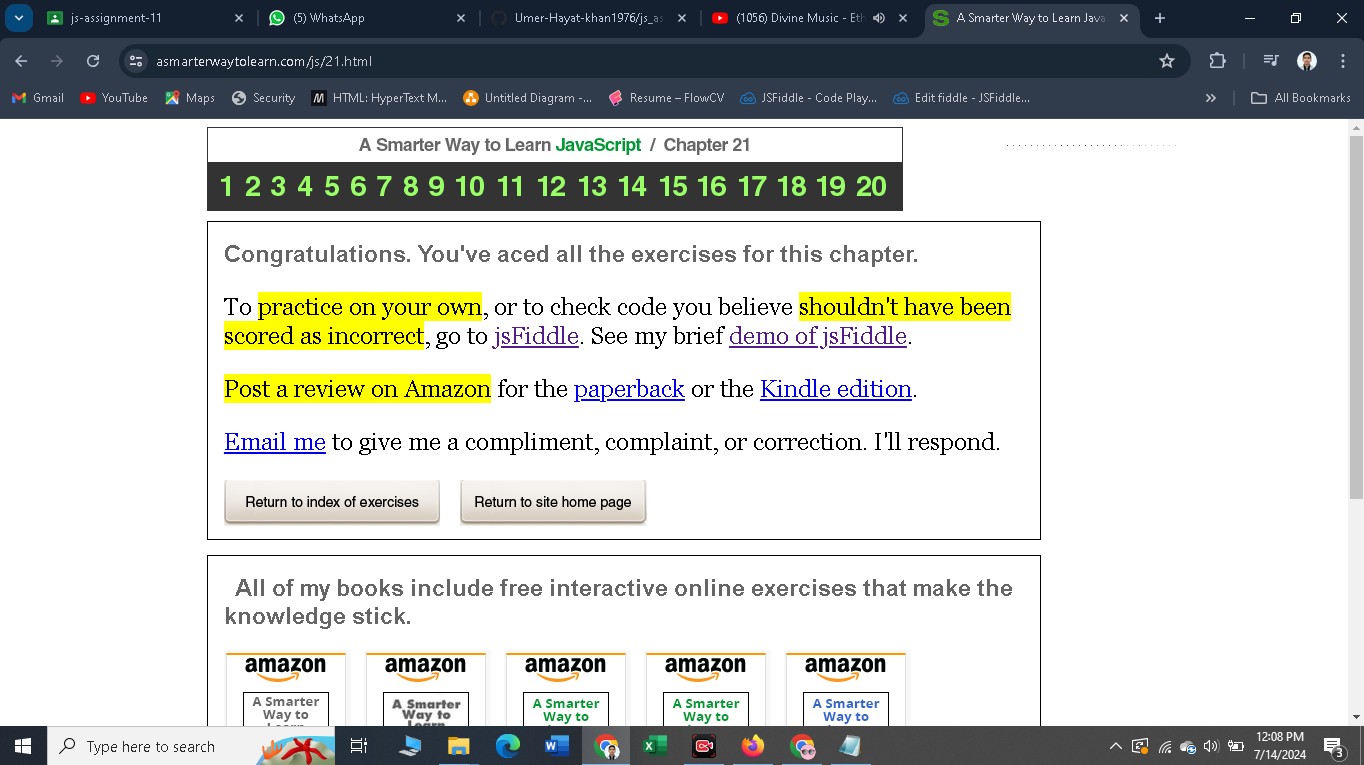 js-assignment-11
(5) WhatsApp
Umer-Hayat-khan1976/js_as
(1056) Divine Music - Eth
A Smarter Way to Learn Java
asmarterwaytolearn.com/js/21.html
Gmail
YouTube
Maps
Security
HTML: HyperText M...
Untitled Diagram -...
Resume – FlowCV
JSFiddle - Code Play...
Edit fiddle - JSFiddle...
All Bookmarks
A Smarter Way to Learn JavaScript / Chapter 21
1 2 3 4 5 6 7 8 9 10 11 12 13 14 15 16 17 18 19 20
Congratulations. You've aced all the exercises for this chapter.
To practice on your own, or to check code you believe shouldn't have been
scored as incorrect, go to jsFiddle. See my brief demo of jsFiddle.
Post a review on Amazon for the paperback or the Kindle edition.
Email me to give me a compliment, complaint, or correction. I'll respond.
Return to index of exercises
Return to site home page
All of my books include free interactive online exercises that make the
knowledge stick.
amazon amazon amazon amazon amazon
A Smarter A Smarter A Smarter A Smarter A Smarter
Way to Way to Way to Way to Way to
Type here to search
12:08 PM
7/14/2024
3